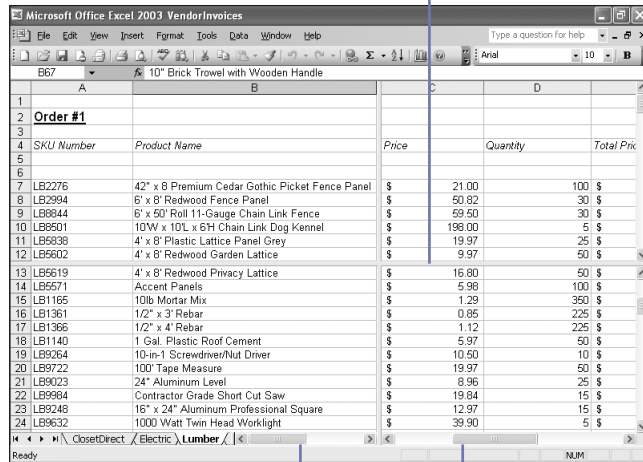 Microsoft Office Excel 2003 VendorInvoices
File Edit View Insert Format Tools Data Window Help Type a question for help
Arial 10 B
B67 fx 10" Brick Trowel with Wooden Handle
A B C D
1
2 Order #1
3
4 SKU Number Product Name Price Quantity Total Pric
5
6
7 LB2276 42" x 8 Premium Cedar Gothic Picket Fence Panel $ 21.00 100 $
8 LB2994 6' x 8' Redwood Fence Panel $ 50.82 30 $
9 LB8844 6' x 50' Roll 11-Gauge Chain Link Fence $ 59.50 30 $
10 LB8501 10'W x 10'L x 6'H Chain Link Dog Kennel $ 198.00 5 $
11 LB5838 4' x 8' Plastic Lattice Panel Grey $ 19.97 25 $
12 LB5602 4' x 8' Redwood Garden Lattice $ 9.97 50 $
13 LB5619 4' x 8' Redwood Privacy Lattice $ 16.80 50 $
14 LB5571 Accent Panels $ 5.98 100 $
15 LB1165 10lb Mortar Mix $ 1.29 350 $
16 LB1361 1/2" x 3' Rebar $ 0.85 225 $
17 LB1366 1/2" x 4' Rebar $ 1.12 225 $
18 LB1140 1 Gal. Plastic Roof Cement $ 5.97 50 $
19 LB9264 10-in-1 Screwdriver/Nut Driver $ 10.50 10 $
20 LB9722 100' Tape Measure $ 19.97 50 $
21 LB9023 24" Aluminum Level $ 8.96 25 $
22 LB9984 Contractor Grade Short Cut Saw $ 19.84 15 $
23 LB9248 16" x 24" Aluminum Professional Square $ 12.97 15 $
24 LB9632 1000 Watt Twin Head Worklight $ 39.90 5 $
ClosetDirect Electric Lumber
Ready NUM